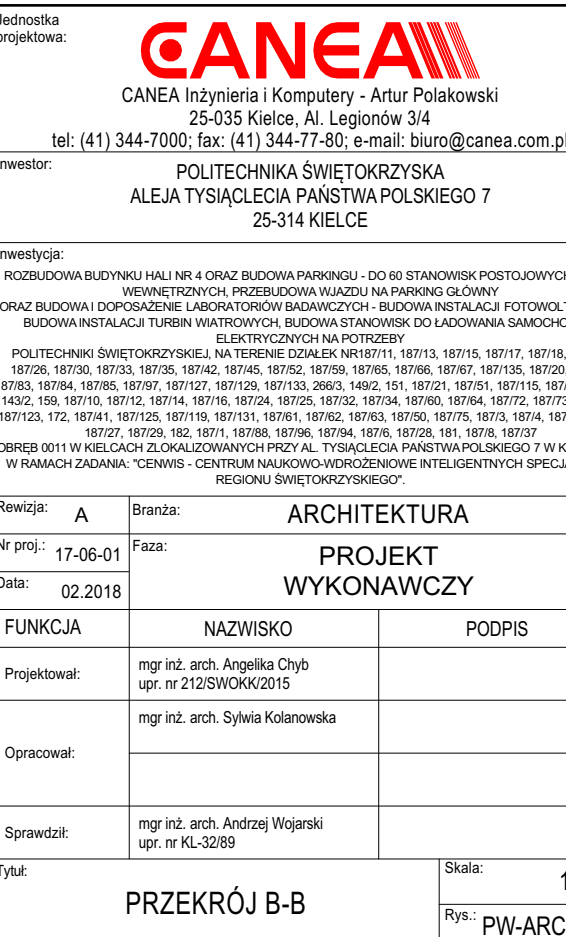 Jednostka
projektowa:
CANEA
CANEA Inżynieria i Komputery - Artur Polakowski
25-035 Kielce, Al. Legionów 3/4
tel: (41) 344-7000; fax: (41) 344-77-80; e-mail: biuro@canea.com.pl
Inwestor:
POLITECHNIKA ŚWIĘTOKRZYSKA
ALEJA TYSIĄCLECIA PAŃSTWA POLSKIEGO 7
25-314 KIELCE
Inwestycja:
ROZBUDOWA BUDYNKU HALI NR 4 ORAZ BUDOWA PARKINGU - DO 60 STANOWISK POSTOJOWYCH
WEWNĘTRZNYCH, PRZEBUDOWA WJAZDU NA PARKING GŁÓWNY
ORAZ BUDOWA I DOPOSAŻENIE LABORATORIÓW BADAWCZYCH - BUDOWA INSTALACJI FOTOWOLT
BUDOWA INSTALACJI TURBIN WIATROWYCH, BUDOWA STANOWISK DO ŁADOWANIA SAMOCHO
ELEKTRYCZNYCH NA POTRZEBY
POLITECHNIKI ŚWIĘTOKRZYSKIEJ, NA TERENIE DZIAŁEK NR187/11, 187/13, 187/15, 187/17, 187/18,
187/26, 187/30, 187/33, 187/35, 187/42, 187/45, 187/52, 187/59, 187/65, 187/66, 187/67, 187/135, 187/20,
187/83, 187/84, 187/85, 187/97, 187/127, 187/129, 187/133, 266/3, 149/2, 151, 187/21, 187/51, 187/115, 187/
143/2, 159, 187/10, 187/12, 187/14, 187/16, 187/24, 187/25, 187/32, 187/34, 187/60, 187/64, 187/72, 187/73
187/123, 172, 187/41, 187/125, 187/119, 187/131, 187/61, 187/62, 187/63, 187/50, 187/75, 187/3, 187/4, 187
187/27, 187/29, 182, 187/1, 187/88, 187/96, 187/94, 187/6, 187/28, 181, 187/8, 187/37
OBRĘB 0011 W KIELCACH ZLOKALIZOWANYCH PRZY AL. TYSIĄCLECIA PAŃSTWA POLSKIEGO 7 W K
W RAMACH ZADANIA: "CENWIS - CENTRUM NAUKOWO-WDROŻENIOWE INTELIGENTNYCH SPECJA
REGIONU ŚWIĘTOKRZYSKIEGO".
Rewizja: A Branża: ARCHITEKTURA
Nr proj.: 17-06-01 Faza: PROJEKT
WYKONAWCZY
Data: 02.2018
FUNKCJA NAZWISKO PODPIS
Projektował: mgr inż. arch. Angelika Chyb
upr. nr 212/SWOKK/2015
mgr inż. arch. Sylwia Kolanowska
Opracował:
Sprawdził: mgr inż. arch. Andrzej Wojarski
upr. nr KL-32/89
Tytuł: PRZEKRÓJ B-B
Skala: 1
Rys.: PW-ARC